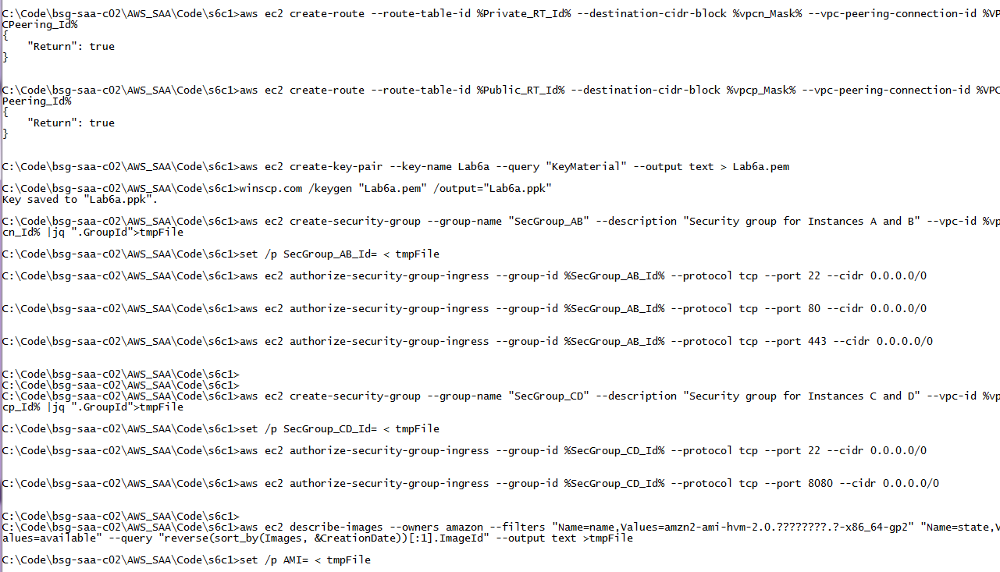 C:\Code\bsg-saa-c02\AWS_SAA\Code\s6c1>aws ec2 create-route --route-table-id %Private_RT_Id% --destination-cidr-block %vpcn_Mask% --vpc-peering-connection-id %VP
CPeering_Id%
{
    "Return": true
}
C:\Code\bsg-saa-c02\AWS_SAA\Code\s6c1>aws ec2 create-route --route-table-id %Public_RT_Id% --destination-cidr-block %vpcp_Mask% --vpc-peering-connection-id %VPC
Peering_Id%
{
    "Return": true
}
C:\Code\bsg-saa-c02\AWS_SAA\Code\s6c1>aws ec2 create-key-pair --key-name Lab6a --query "KeyMaterial" --output text > Lab6a.pem
C:\Code\bsg-saa-c02\AWS_SAA\Code\s6c1>winscp.com /keygen "Lab6a.pem" /output="Lab6a.ppk"
Key saved to "Lab6a.ppk".
C:\Code\bsg-saa-c02\AWS_SAA\Code\s6c1>aws ec2 create-security-group --group-name "SecGroup_AB" --description "Security group for Instances A and B" --vpc-id %vp
cn_Id% |jq ".GroupId">tmpFile
C:\Code\bsg-saa-c02\AWS_SAA\Code\s6c1>set /p SecGroup_AB_Id= < tmpFile
C:\Code\bsg-saa-c02\AWS_SAA\Code\s6c1>aws ec2 authorize-security-group-ingress --group-id %SecGroup_AB_Id% --protocol tcp --port 22 --cidr 0.0.0.0/0
C:\Code\bsg-saa-c02\AWS_SAA\Code\s6c1>aws ec2 authorize-security-group-ingress --group-id %SecGroup_AB_Id% --protocol tcp --port 80 --cidr 0.0.0.0/0
C:\Code\bsg-saa-c02\AWS_SAA\Code\s6c1>aws ec2 authorize-security-group-ingress --group-id %SecGroup_AB_Id% --protocol tcp --port 443 --cidr 0.0.0.0/0
C:\Code\bsg-saa-c02\AWS_SAA\Code\s6c1>
C:\Code\bsg-saa-c02\AWS_SAA\Code\s6c1>
C:\Code\bsg-saa-c02\AWS_SAA\Code\s6c1>aws ec2 create-security-group --group-name "SecGroup_CD" --description "Security group for Instances C and D" --vpc-id %vp
cp_Id% |jq ".GroupId">tmpFile
C:\Code\bsg-saa-c02\AWS_SAA\Code\s6c1>set /p SecGroup_CD_Id= < tmpFile
C:\Code\bsg-saa-c02\AWS_SAA\Code\s6c1>aws ec2 authorize-security-group-ingress --group-id %SecGroup_CD_Id% --protocol tcp --port 22 --cidr 0.0.0.0/0
C:\Code\bsg-saa-c02\AWS_SAA\Code\s6c1>aws ec2 authorize-security-group-ingress --group-id %SecGroup_CD_Id% --protocol tcp --port 8080 --cidr 0.0.0.0/0
C:\Code\bsg-saa-c02\AWS_SAA\Code\s6c1>
C:\Code\bsg-saa-c02\AWS_SAA\Code\s6c1>aws ec2 describe-images --owners amazon --filters "Name=name,Values=amzn2-ami-hvm-2.0.????????.?-x86_64-gp2" "Name=state,V
alues=available" --query "reverse(sort_by(Images, &CreationDate))[:1].ImageId" --output text >tmpFile
C:\Code\bsg-saa-c02\AWS_SAA\Code\s6c1>set /p AMI= < tmpFile